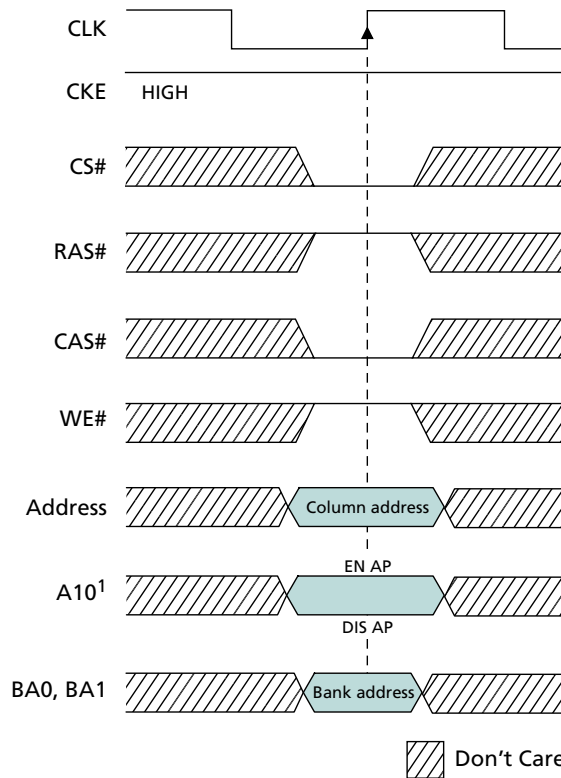 CLK
CKE HIGH
CS#
RAS#
CAS#
WE#
Address Column address
EN AP
A10¹
DIS AP
BA0, BA1 Bank address
Don't Care